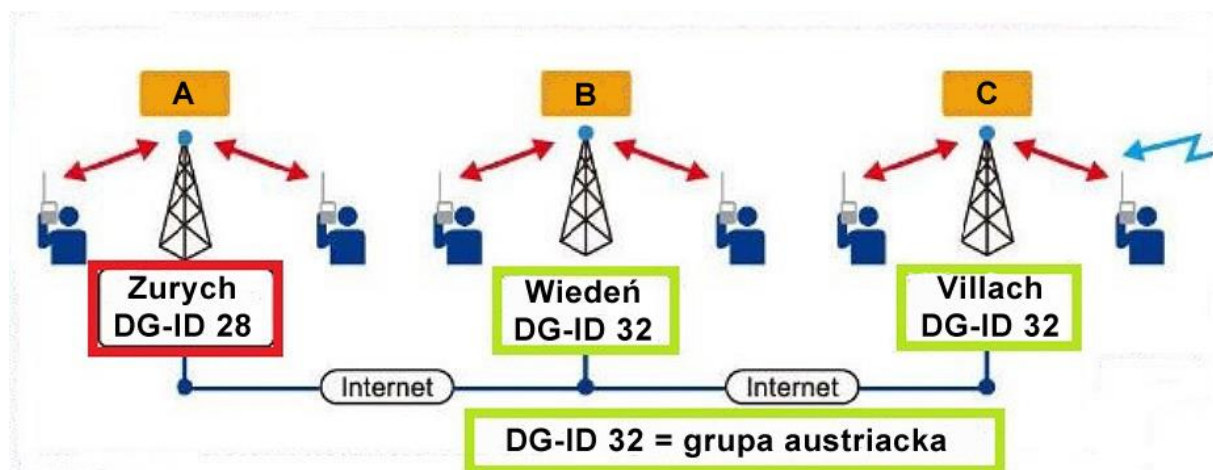 A
B
C
Zurych
DG-ID 28
Wiedeń
DG-ID 32
Villach
DG-ID 32
Internet
Internet
DG-ID 32 = grupa austriacka